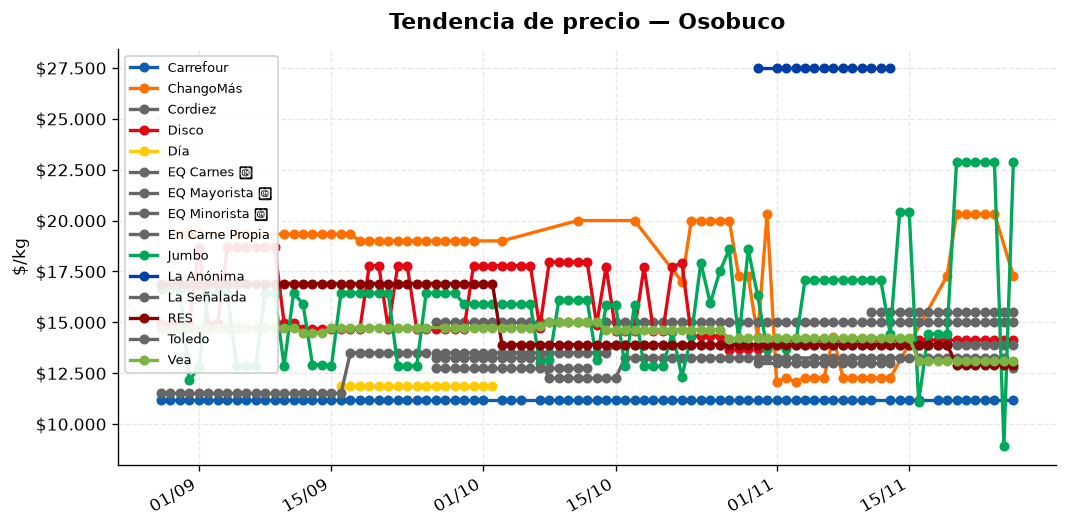 Tendencia de precio — Osobuco
$27.500
$25.000
$22.500
$20.000
$17.500
$15.000
$12.500
$10.000
$/kg
Carrefour
ChangoMás
Cordiez
Disco
Día
EQ Carnes
EQ Mayorista
EQ Minorista
En Carne Propia
Jumbo
La Anónima
La Señalada
RES
Toledo
Vea
01/09
15/09
01/10
15/10
01/11
15/11